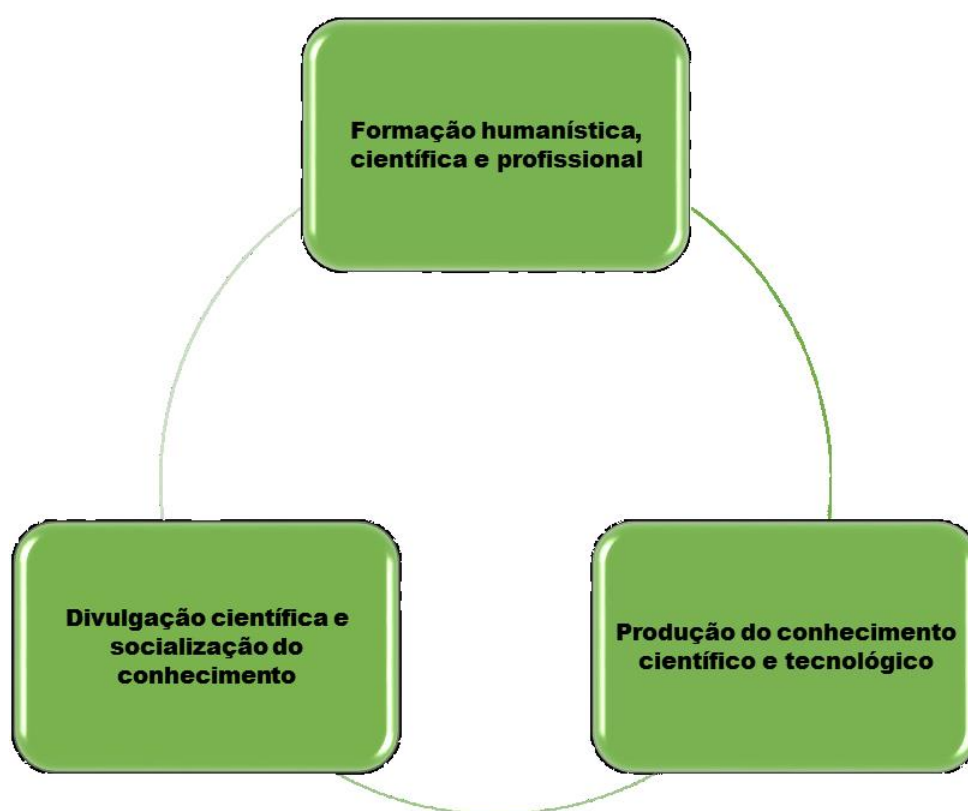 Formação humanística,
científica e profissional
Divulgação científica e
socialização do
conhecimento
Produção do conhecimento
científico e tecnológico